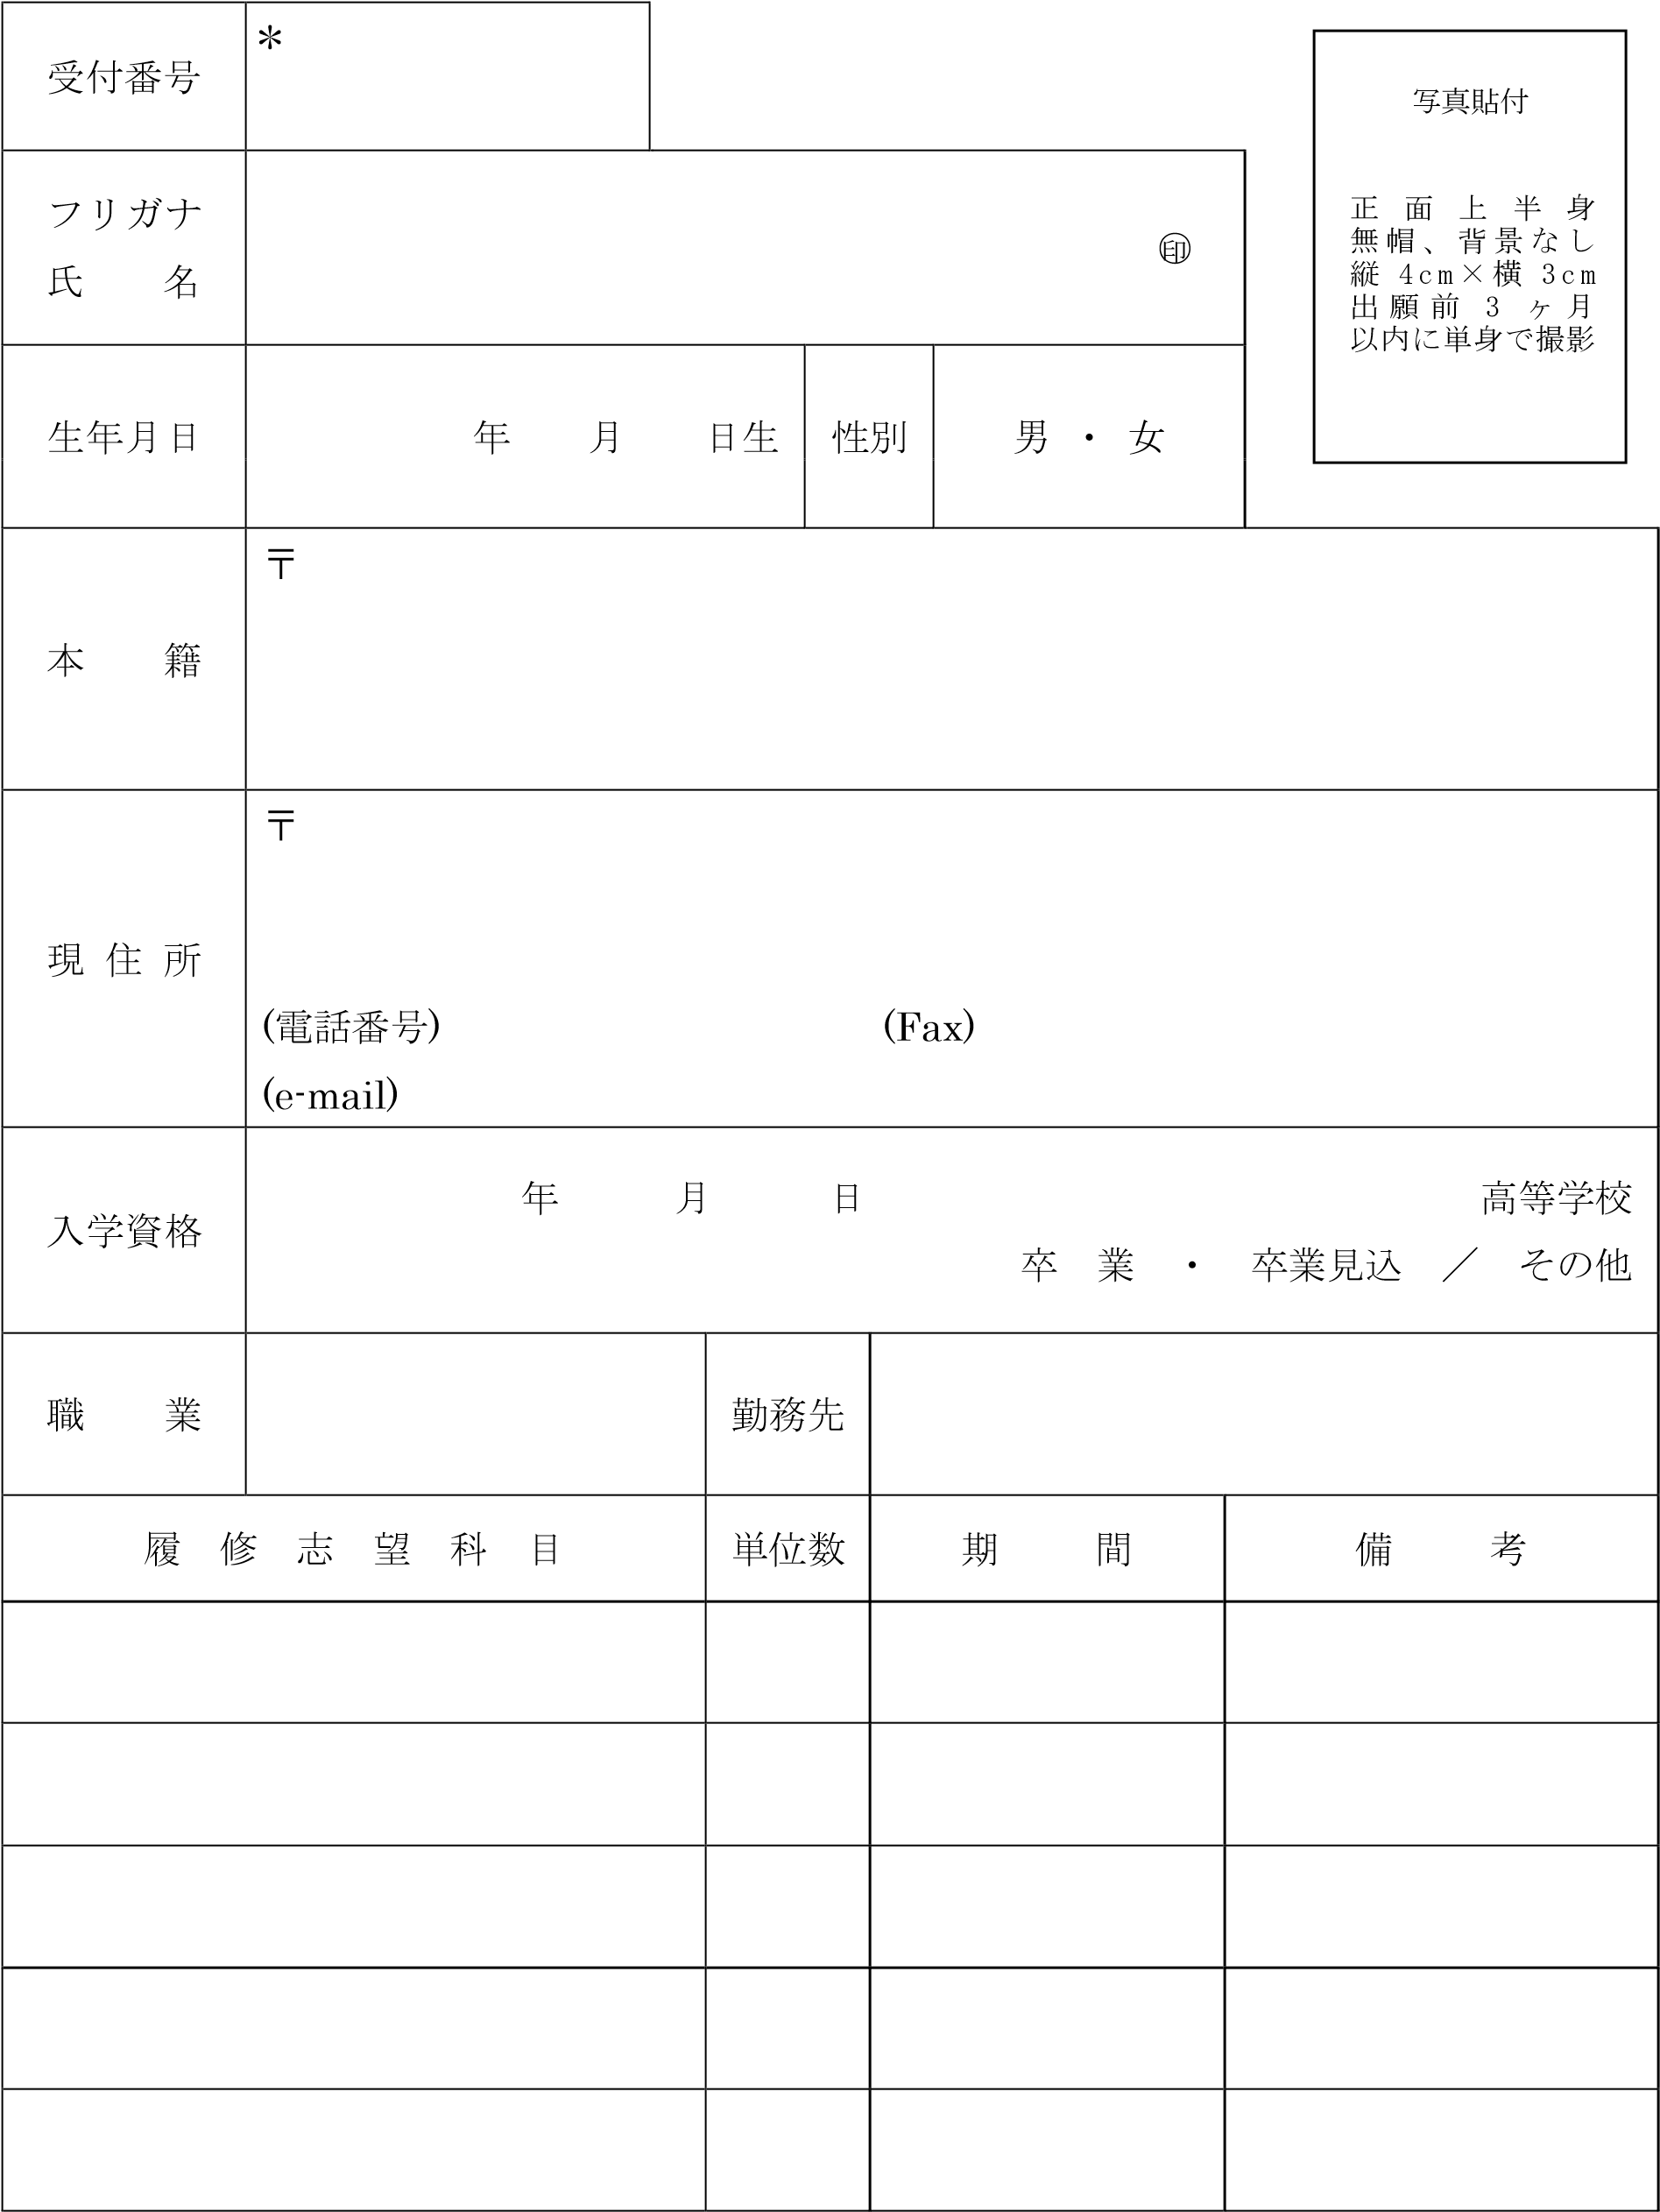 受付番号 ＊
写真貼付
正面上半身
無帽、背景なし
縦 4cm×横 3cm
出願前 3 ヶ月
以内に単身で撮影
フリガナ
氏　　名 ㊞
生年月日 年 月 日生 性別 男 ・ 女
本　　籍 〒
現 住 所 〒
(電話番号) (Fax)
(e-mail)
入学資格 年 月 日 高等学校
卒 業 ・ 卒業見込 ／ その他
職　　業 勤務先
履 修 志 望 科 目 単位数 期　　間 備　　考